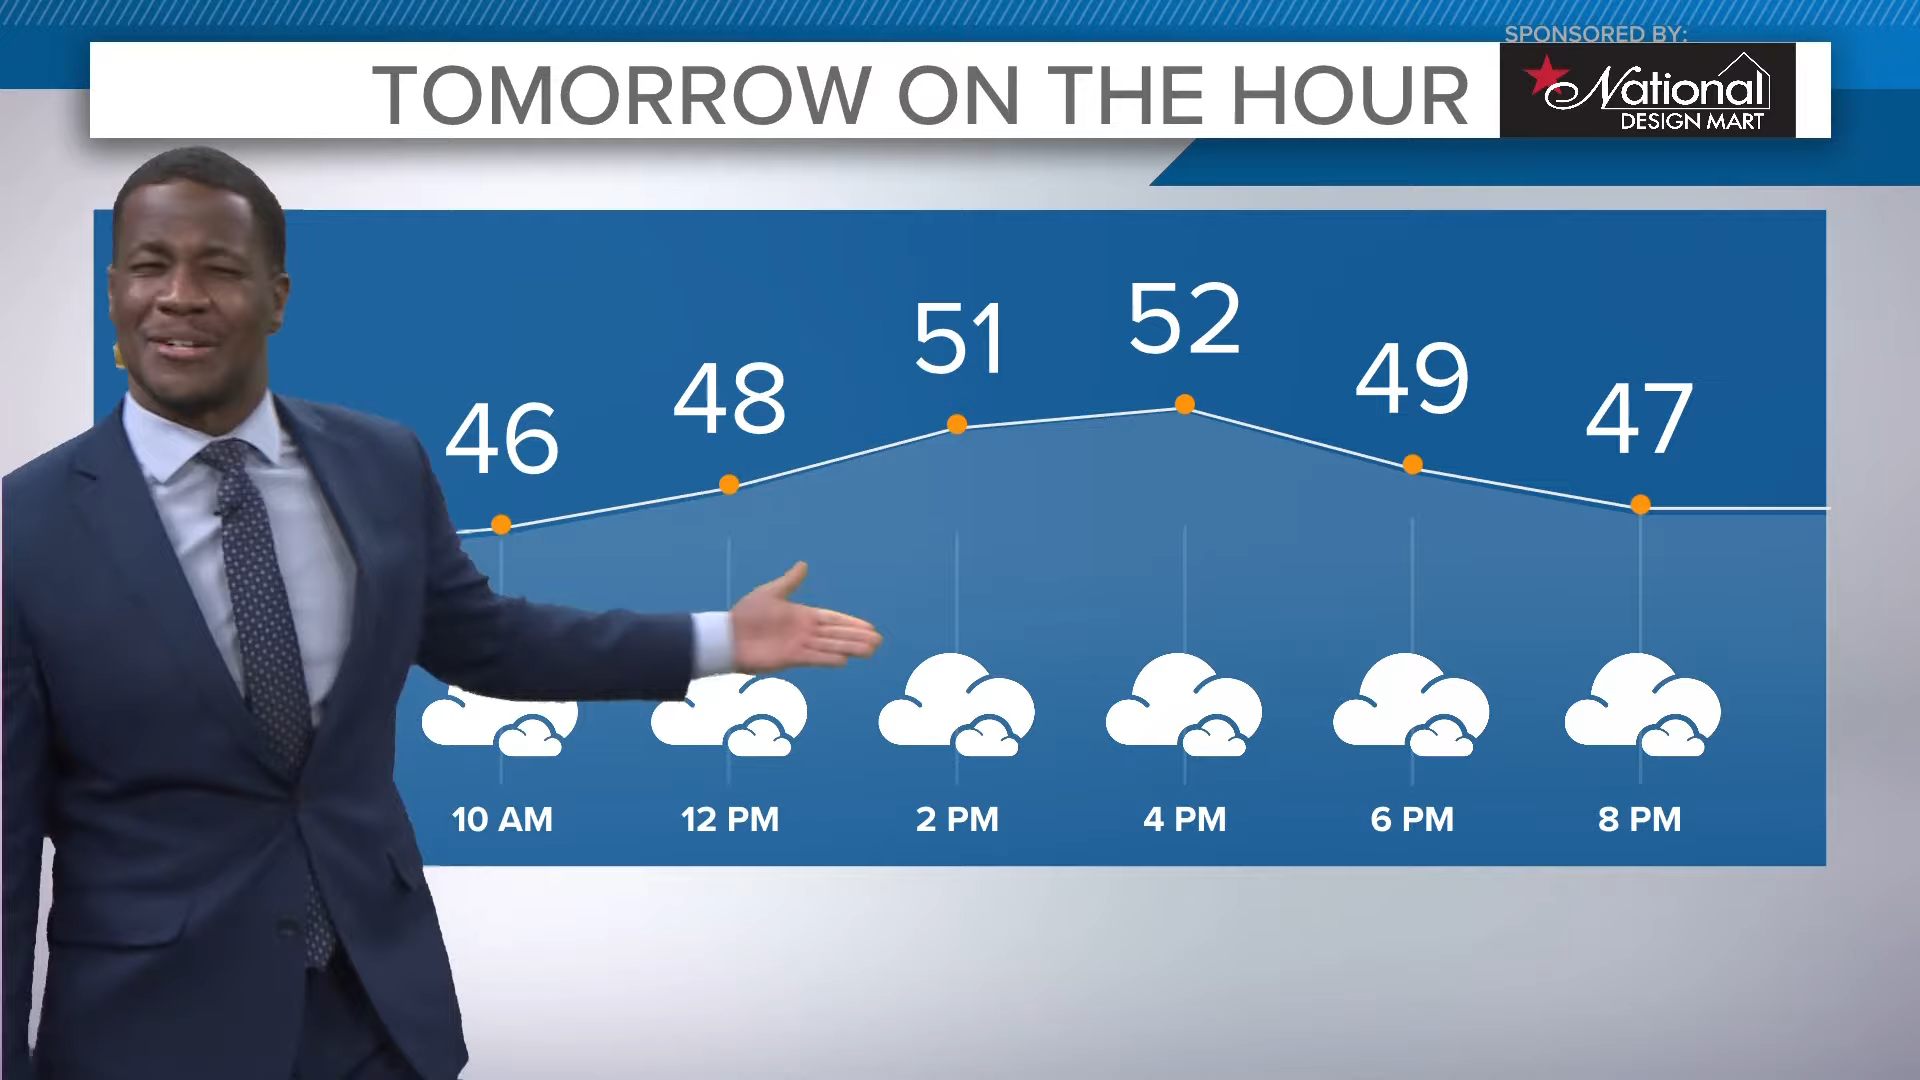 SPONSORED BY:
TOMORROW ON THE HOUR
National
DESIGN MART
46 48 51 52 49 47
10 AM 12 PM 2 PM 4 PM 6 PM 8 PM